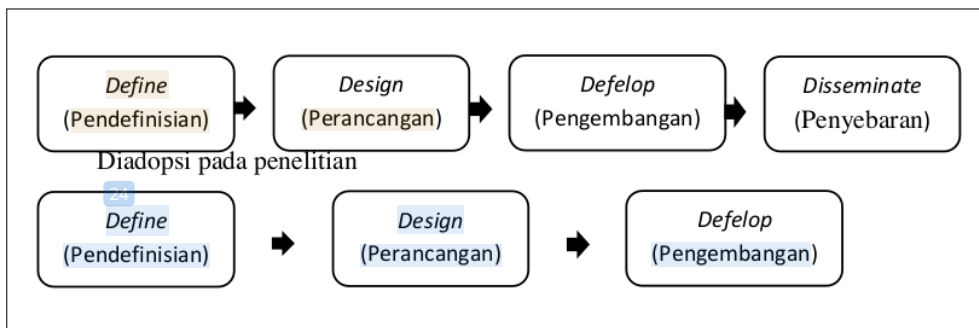 Define
(Pendefinisian)
Design
(Perancangan)
Defelop
(Pengembangan)
Disseminate
(Penyebaran)
Diadopsi pada penelitian
24
Define
(Pendefinisian)
Design
(Perancangan)
Defelop
(Pengembangan)